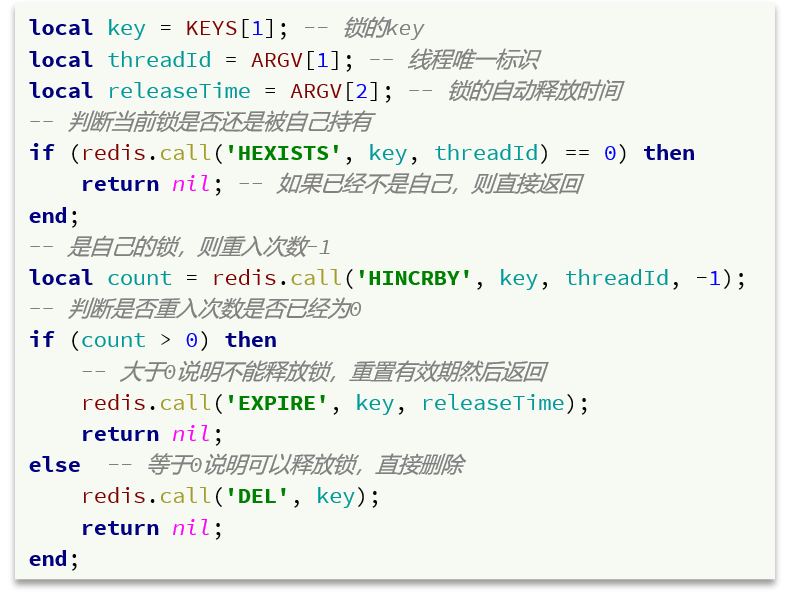 local key = KEYS[1]; -- 锁的key
local threadId = ARGV[1]; -- 线程唯一标识
local releaseTime = ARGV[2]; -- 锁的自动释放时间
-- 判断当前锁是否还是被自己持有
if (redis.call('HEXISTS', key, threadId) == 0) then
    return nil; -- 如果已经不是自己，则直接返回
end;
-- 是自己的锁，则重入次数-1
local count = redis.call('HINCRBY', key, threadId, -1);
-- 判断是否重入次数是否已经为0
if (count > 0) then
    -- 大于0说明不能释放锁，重置有效期然后返回
    redis.call('EXPIRE', key, releaseTime);
    return nil;
else  -- 等于0说明可以释放锁，直接删除
    redis.call('DEL', key);
    return nil;
end;